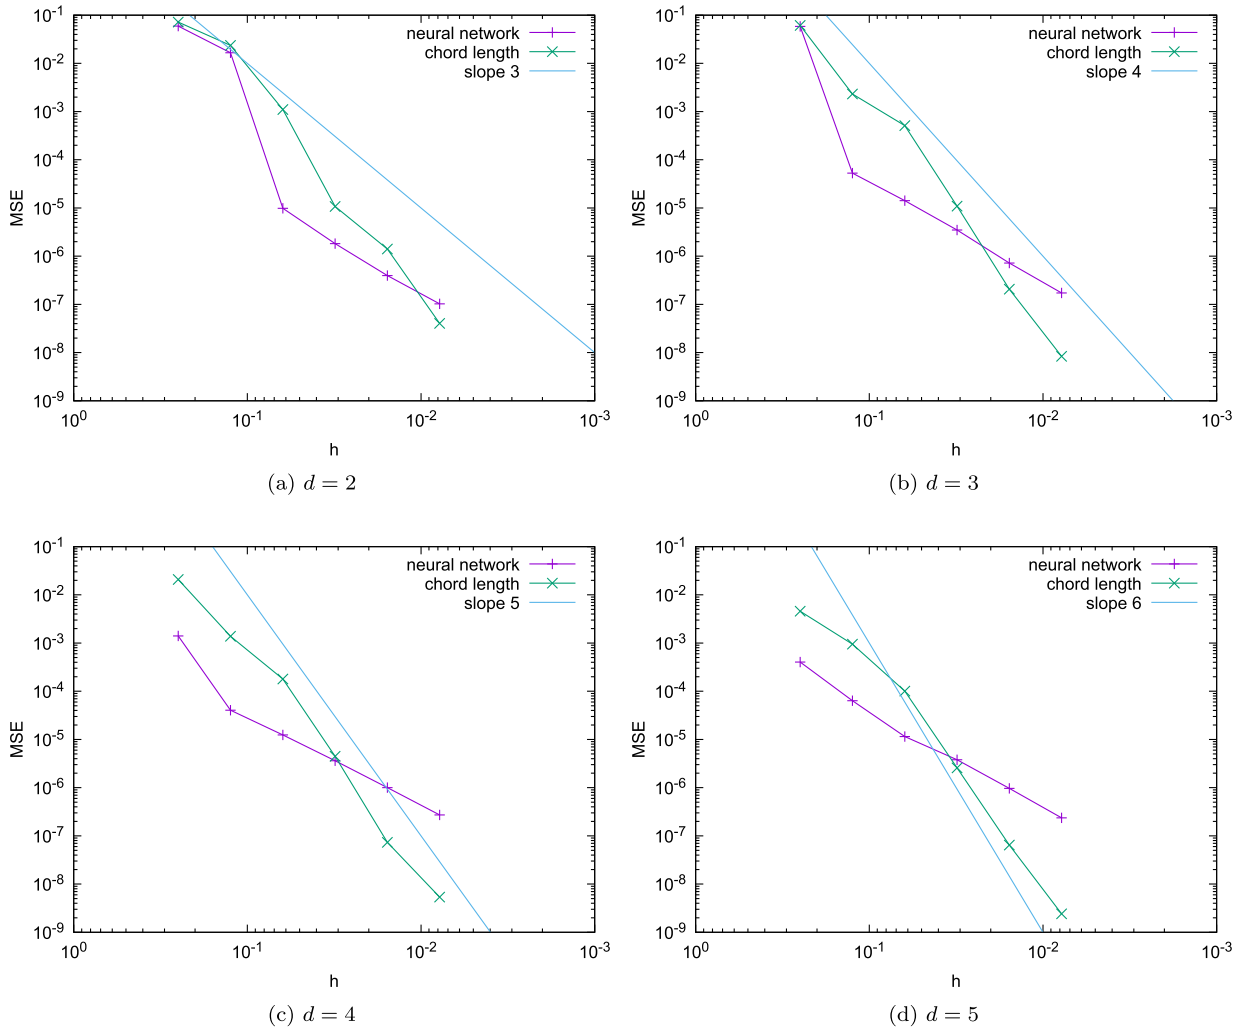 10^-1
10^-2
10^-3
10^-4
10^-5
10^-6
10^-7
10^-8
10^-9
MSE
neural network
chord length
slope 3
10^0 10^-1 10^-2 10^-3
h
(a) d = 2
10^-1
10^-2
10^-3
10^-4
10^-5
10^-6
10^-7
10^-8
10^-9
MSE
neural network
chord length
slope 4
10^0 10^-1 10^-2 10^-3
h
(b) d = 3
10^-1
10^-2
10^-3
10^-4
10^-5
10^-6
10^-7
10^-8
10^-9
MSE
neural network
chord length
slope 5
10^0 10^-1 10^-2 10^-3
h
(c) d = 4
10^-1
10^-2
10^-3
10^-4
10^-5
10^-6
10^-7
10^-8
10^-9
MSE
neural network
chord length
slope 6
10^0 10^-1 10^-2 10^-3
h
(d) d = 5